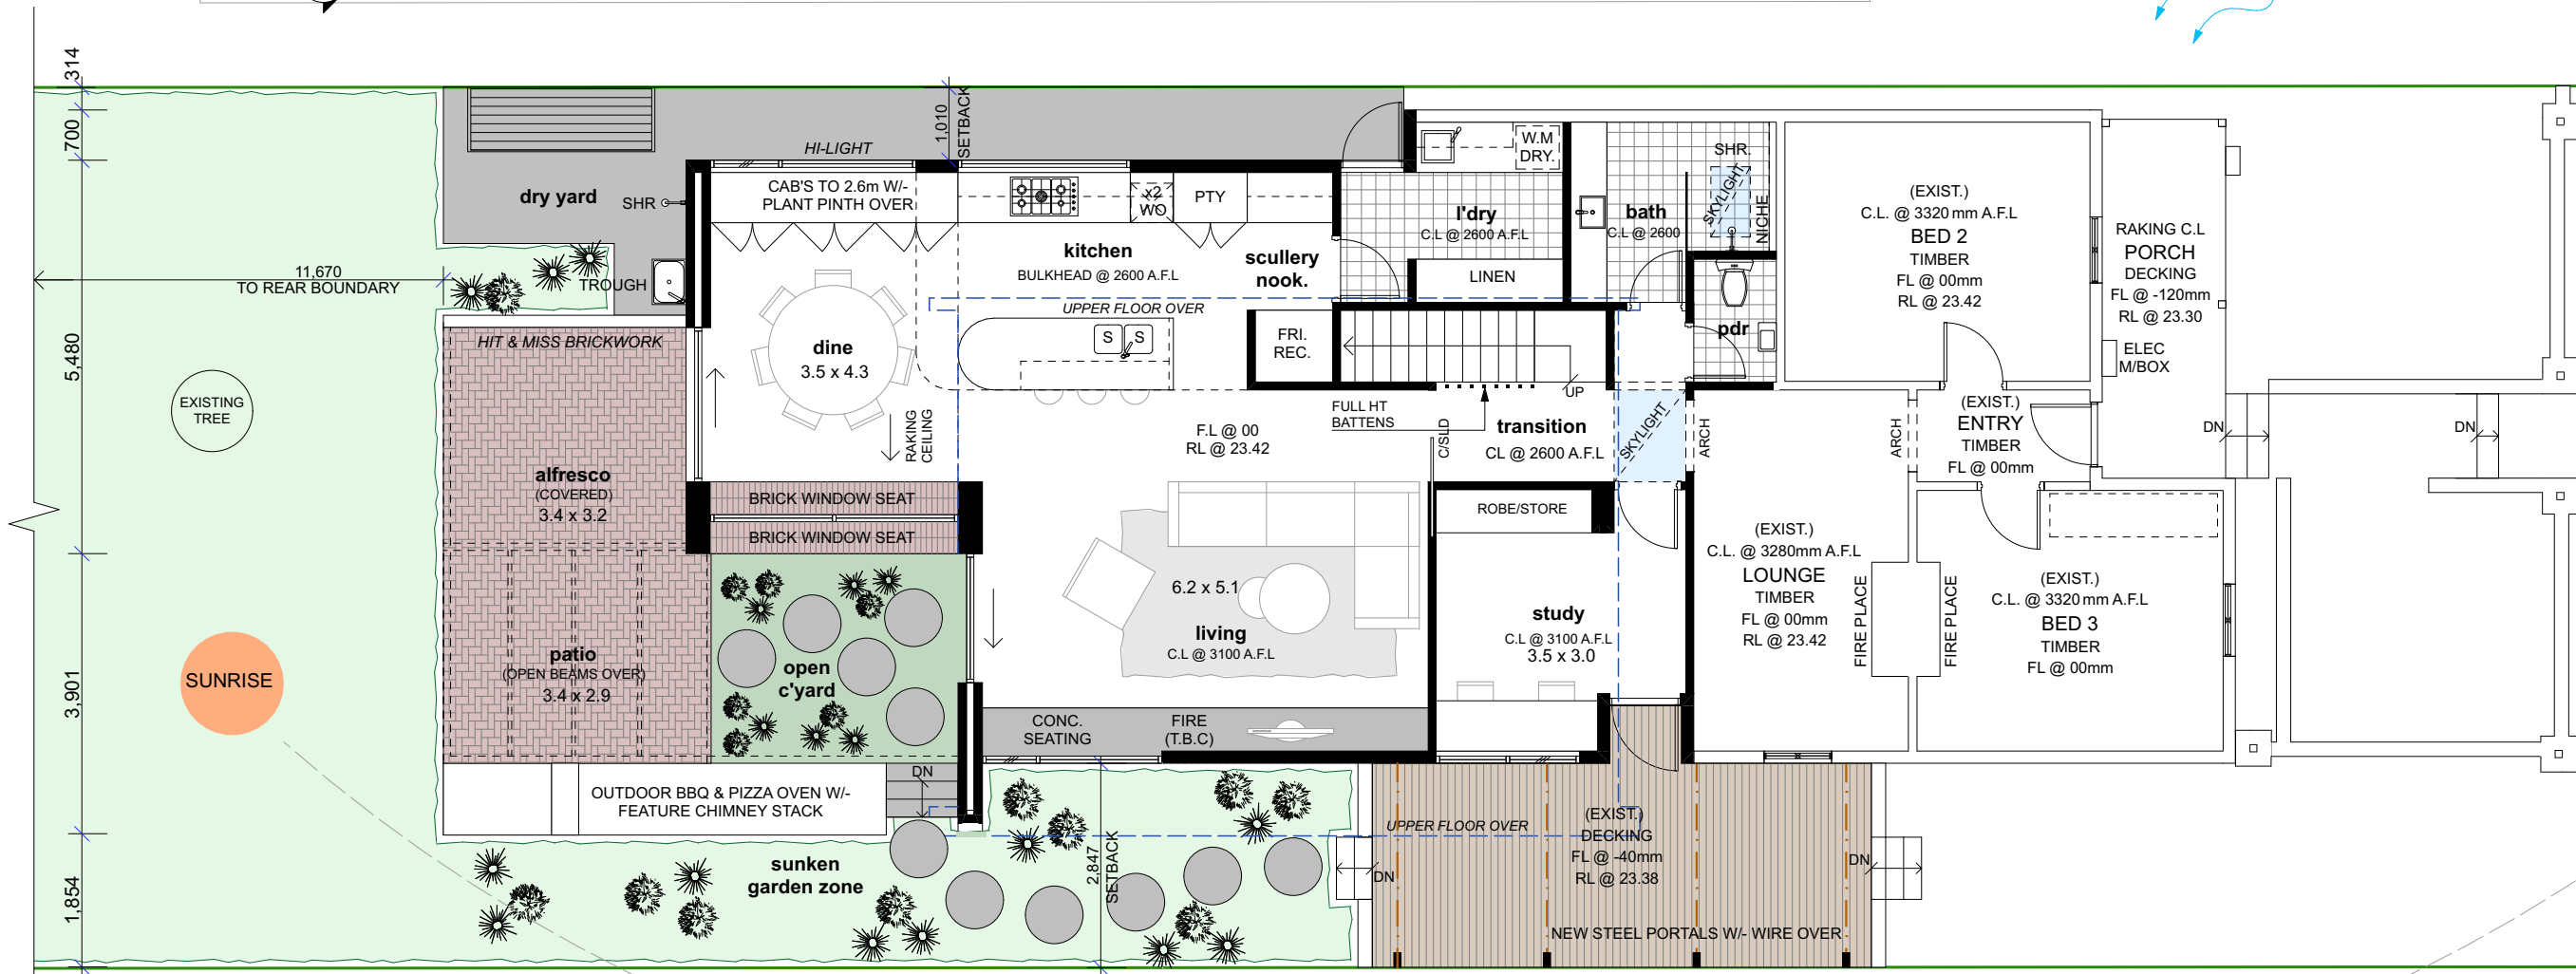 314
700
5,480
3,901
1,854
11,670
TO REAR BOUNDARY
EXISTING
TREE
SUNRISE
dry yard
SHR
TROUGH
HIT & MISS BRICKWORK
alfresco
(COVERED)
3.4 x 3.2
patio
(OPEN BEAMS OVER)
3.4 x 2.9
OUTDOOR BBQ & PIZZA OVEN W/-
FEATURE CHIMNEY STACK
DN
sunken
garden zone
open
c'yard
HI-LIGHT
1,010
SETBACK
CAB'S TO 2.6m W/-
PLANT PINTH OVER
x2
WO
PTY
kitchen
BULKHEAD @ 2600 A.F.L
scullery
nook.
UPPER FLOOR OVER
S
S
FRI.
REC.
dine
3.5 x 4.3
RAKING
CEILING
BRICK WINDOW SEAT
BRICK WINDOW SEAT
F.L @ 00
RL @ 23.42
6.2 x 5.1
living
C.L @ 3100 A.F.L
CONC.
SEATING
FIRE
(T.B.C)
2,847
SETBACK
W.M
DRY.
l'dry
C.L @ 2600 A.F.L
LINEN
bath
C.L @ 2600
SHR.
SKYLIGHT
NICHE
pdr
UP
FULL HT
BATTENS
C/SLD
transition
CL @ 2600 A.F.L
SKYLIGHT
ARCH
ROBE/STORE
study
C.L @ 3100 A.F.L
3.5 x 3.0
UPPER FLOOR OVER
(EXIST.)
DECKING
FL @ -40mm
RL @ 23.38
DN
DN
NEW STEEL PORTALS W/- WIRE OVER
(EXIST.)
C.L. @ 3320 mm A.F.L
BED 2
TIMBER
FL @ 00mm
RL @ 23.42
RAKING C.L
PORCH
DECKING
FL @ -120mm
RL @ 23.30
ELEC
M/BOX
(EXIST.)
ENTRY
TIMBER
FL @ 00mm
ARCH
DN
DN
(EXIST.)
C.L. @ 3280mm A.F.L
LOUNGE
TIMBER
FL @ 00mm
RL @ 23.42
FIRE PLACE
FIRE PLACE
(EXIST.)
C.L. @ 3320 mm A.F.L
BED 3
TIMBER
FL @ 00mm